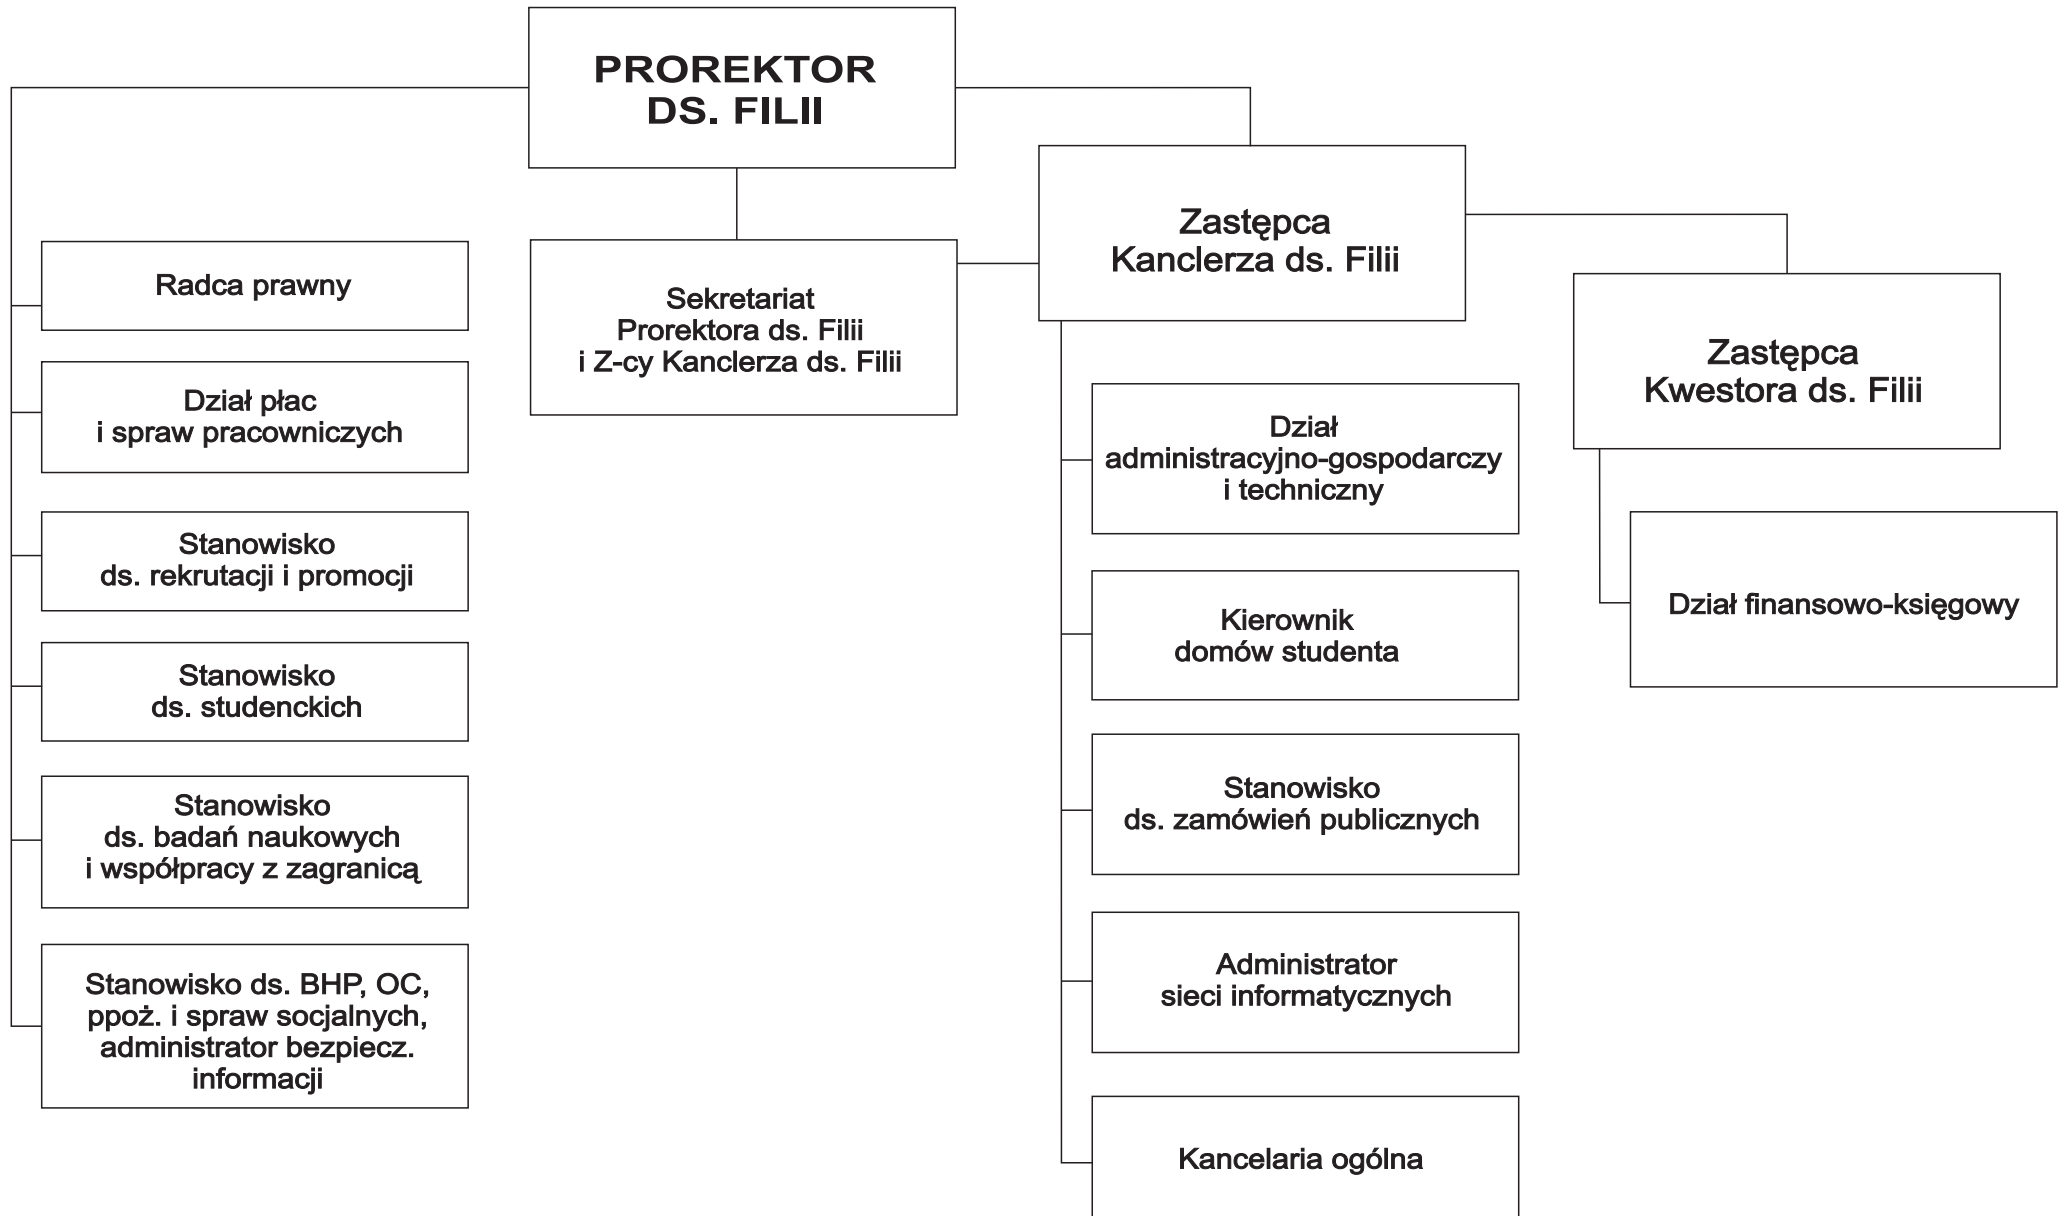 PROREKTOR
DS. FILII
Zastępca
Kanclerza ds. Filii
Sekretariat
Prorektora ds. Filii
i Z-cy Kanclerza ds. Filii
Zastępca
Kwestora ds. Filii
Radca prawny
Dział płac
i spraw pracowniczych
Stanowisko
ds. rekrutacji i promocji
Stanowisko
ds. studenckich
Stanowisko
ds. badań naukowych
i współpracy z zagranicą
Stanowisko ds. BHP, OC,
ppoż. i spraw socjalnych,
administrator bezpiecz.
informacji
Dział
administracyjno-gospodarczy
i techniczny
Kierownik
domów studenta
Stanowisko
ds. zamówień publicznych
Administrator
sieci informatycznych
Kancelaria ogólna
Dział finansowo-księgowy